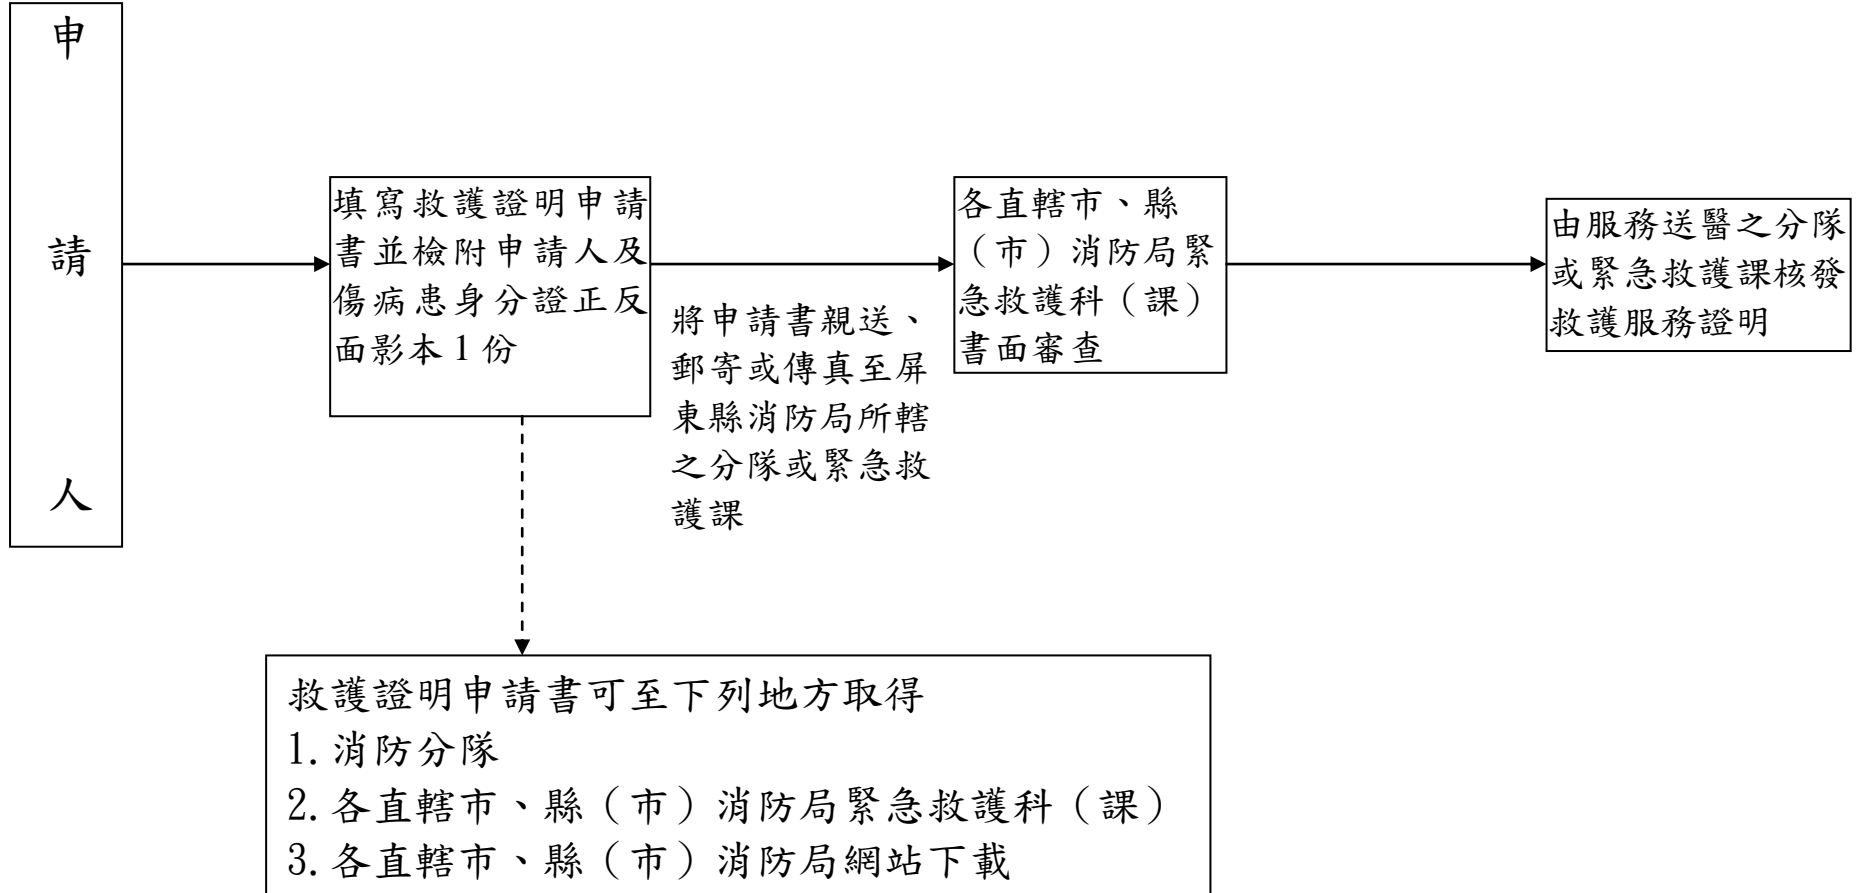 申
請
人
填寫救護證明申請
書並檢附申請人及
傷病患身分證正反
面影本1份
將申請書親送、
郵寄或傳真至屏
東縣消防局所轄
之分隊或緊急救
護課
各直轄市、縣
（市）消防局緊
急救護科（課）
書面審查
由服務送醫之分隊
或緊急救護課核發
救護服務證明
救護證明申請書可至下列地方取得
1.消防分隊
2.各直轄市、縣（市）消防局緊急救護科（課）
3.各直轄市、縣（市）消防局網站下載